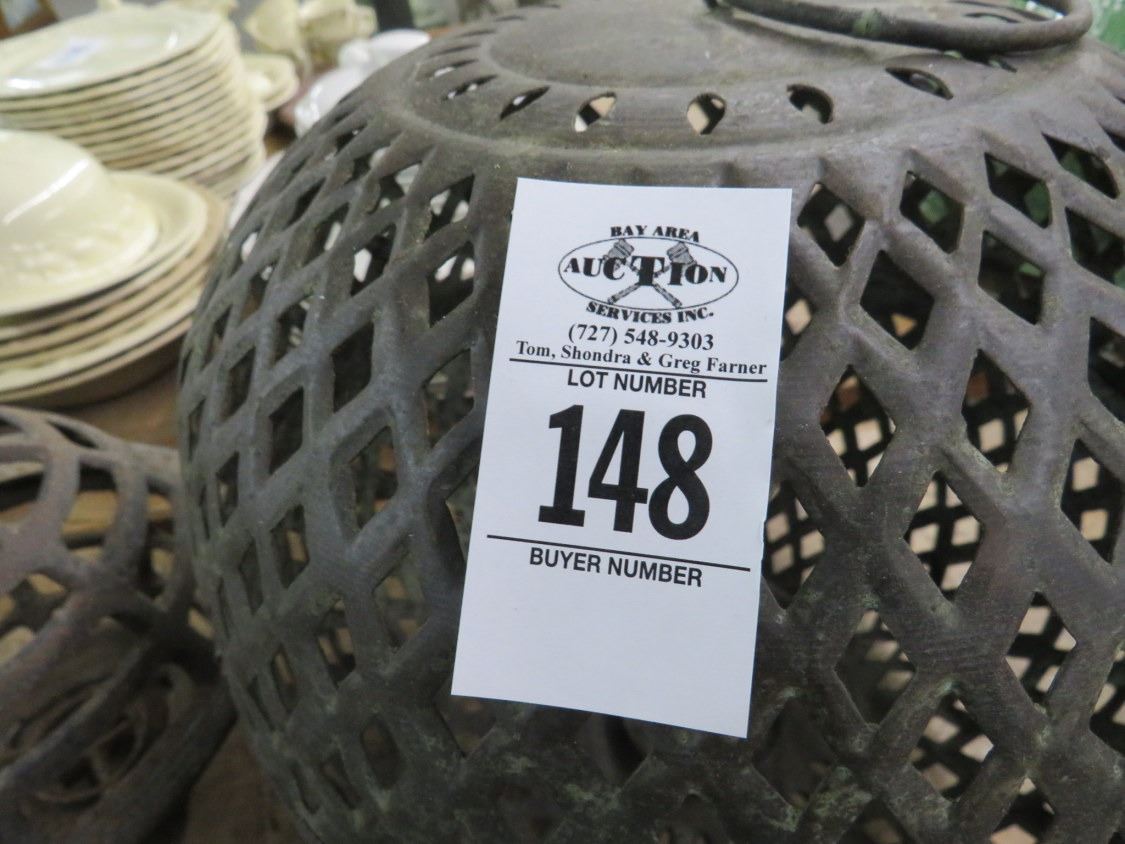 BAY AREA
AUCTION
SERVICES INC.
(727) 548-9303
Tom, Shondra & Greg Farner
LOT NUMBER
148
BUYER NUMBER